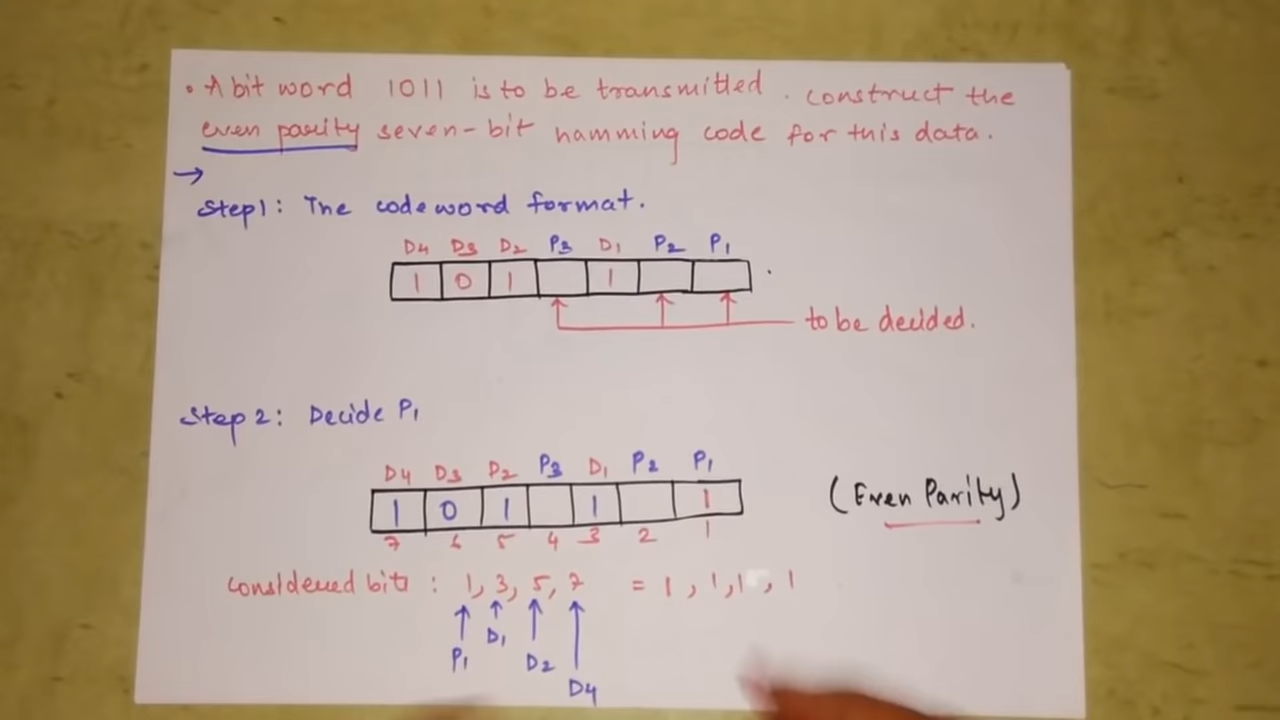 • A bit word 1011 is to be transmitted. construct the
even parity seven-bit hamming code for this data.
→
Step1: The codeword format.
D4 D3 D2 P3 D1 P2 P1
1 0 1 1
to be decided.
Step 2: Decide P1
D4 D3 D2 P3 D1 P2 P1
1 0 1 1 1
7 6 5 4 3 2 1
(Even Parity)
considered bits : 1, 3, 5, 7 = 1, 1, 1, 1
P1 D1 D2 D4